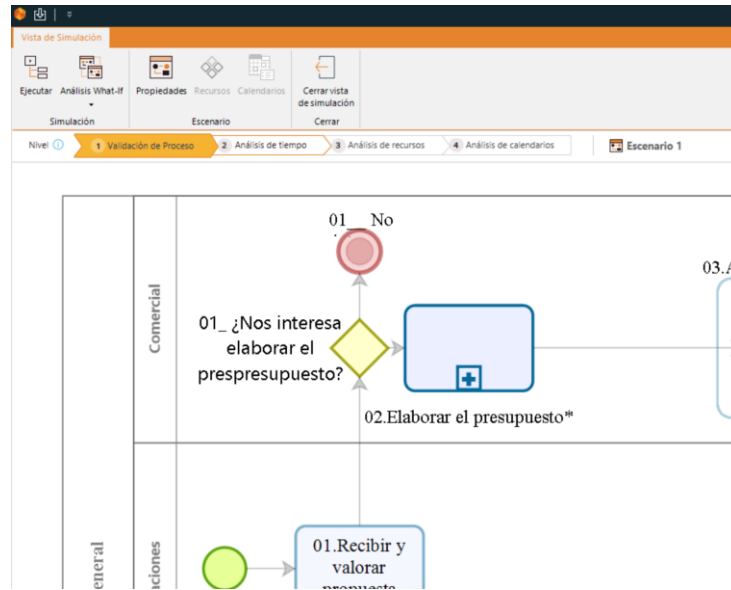 Vista de Simulación
Ejecutar Análisis What-If Propiedades Recursos Calendarios Cerrar vista
de simulación
Simulación Escenario Cerrar
Nivel 1 Validación de Proceso 2 Análisis de tiempo 3 Análisis de recursos 4 Análisis de calendarios Escenario 1
01__ No
03.A
Comercial
01_ ¿Nos interesa
elaborar el
prespresupuesto?
02.Elaborar el presupuesto*
01.Recibir y
valorar
propuesta
eneral
aciones